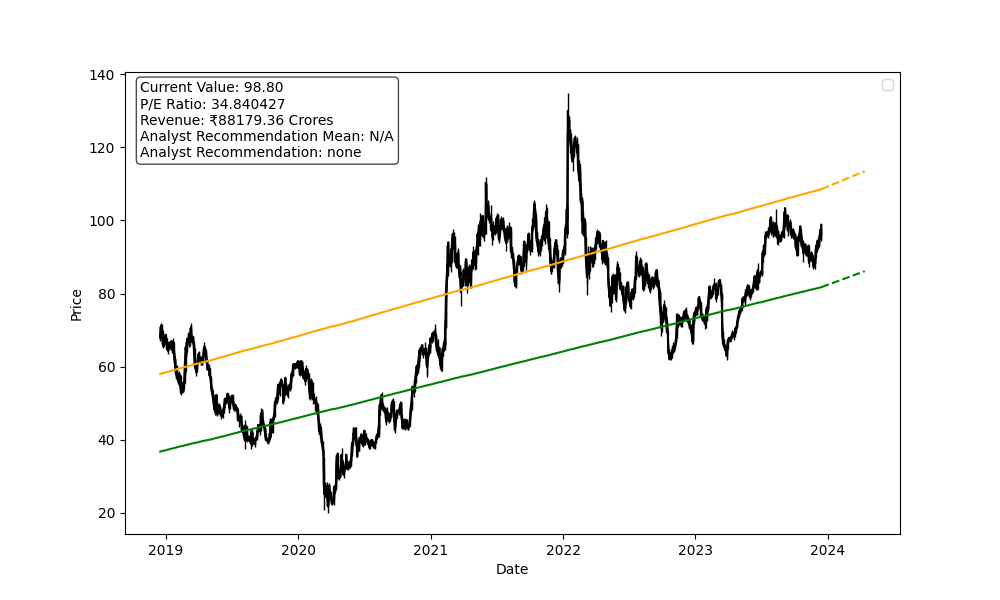 Current Value: 98.80
P/E Ratio: 34.840427
Revenue: ₹88179.36 Crores
Analyst Recommendation Mean: N/A
Analyst Recommendation: none
140
120
100
80
60
40
20
Price
2019 2020 2021 2022 2023 2024
Date